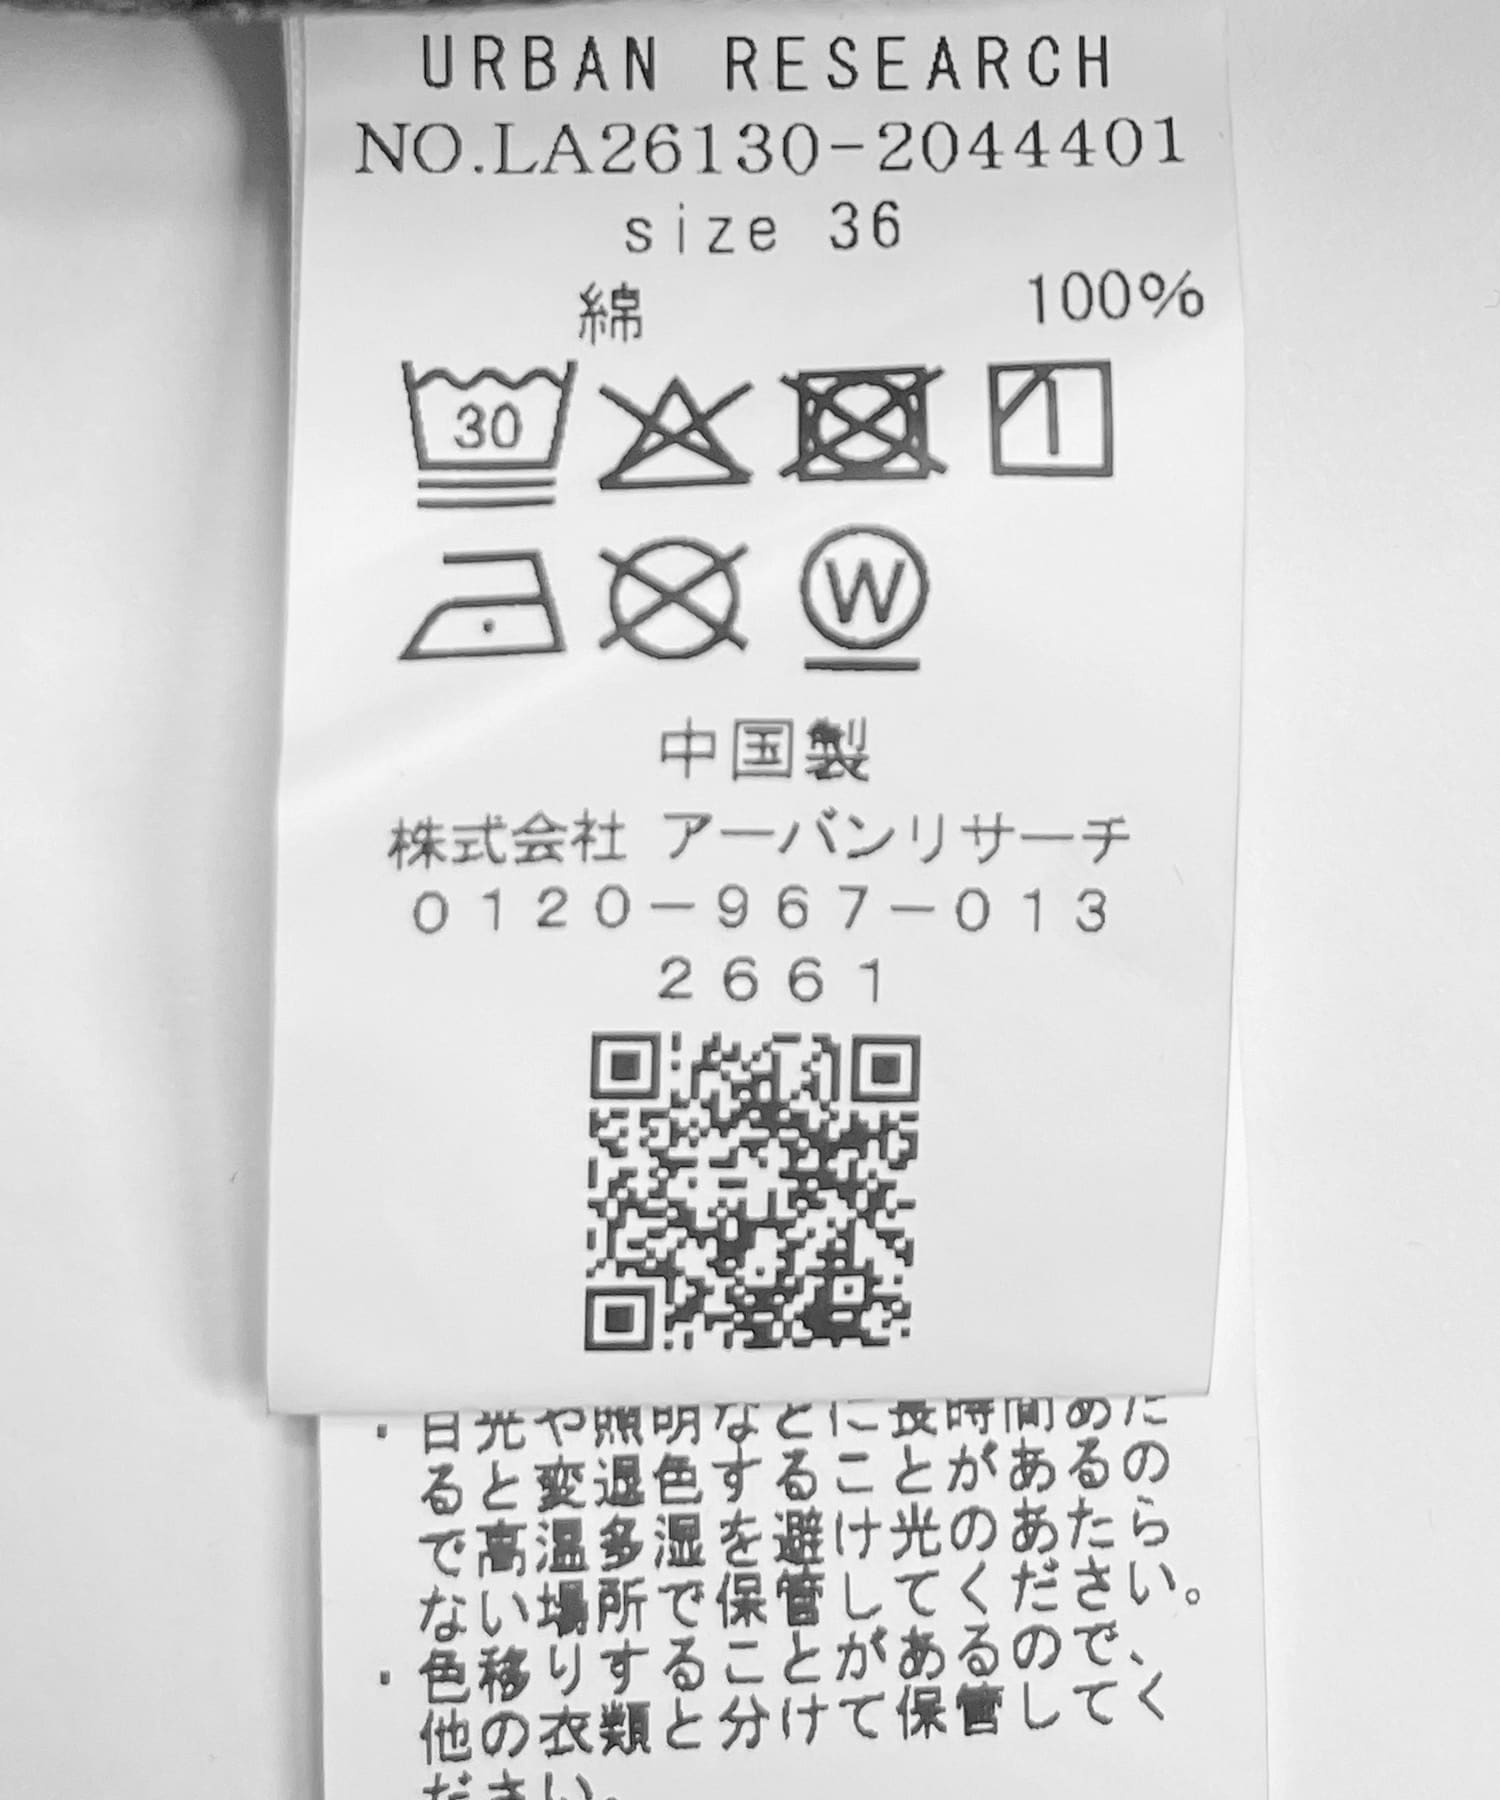 URBAN RESEARCH
NO.LA26130-2044401
size 36
綿 100%
30
W
中国製
株式会社 アーバンリサーチ
0120-967-013
2661
・日光や照明などに長時間あた
ると変退色することがあるの
で高温多湿を避け光のあたら
ない場所で保管してください。
・色移りすることがあるので、
他の衣類と分けて保管してく
ださい。